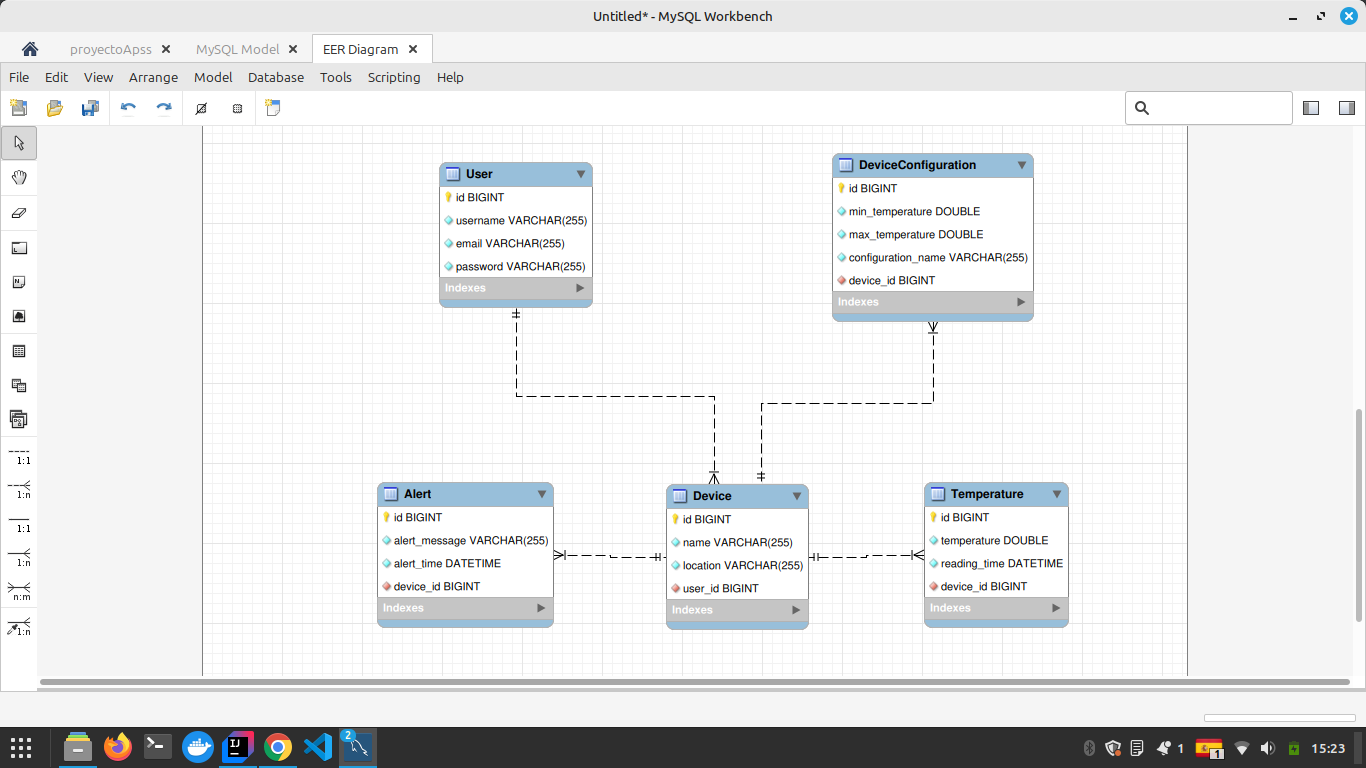 Untitled* - MySQL Workbench
proyectoApss
MySQL Model
EER Diagram
File Edit View Arrange Model Database Tools Scripting Help
User
id BIGINT
username VARCHAR(255)
email VARCHAR(255)
password VARCHAR(255)
Indexes
DeviceConfiguration
id BIGINT
min_temperature DOUBLE
max_temperature DOUBLE
configuration_name VARCHAR(255)
device_id BIGINT
Indexes
1:1
1:n
1:1
1:n
n:m
1:n
Alert
id BIGINT
alert_message VARCHAR(255)
alert_time DATETIME
device_id BIGINT
Indexes
Device
id BIGINT
name VARCHAR(255)
location VARCHAR(255)
user_id BIGINT
Indexes
Temperature
id BIGINT
temperature DOUBLE
reading_time DATETIME
device_id BIGINT
Indexes
IJ
2
1
1
15:23